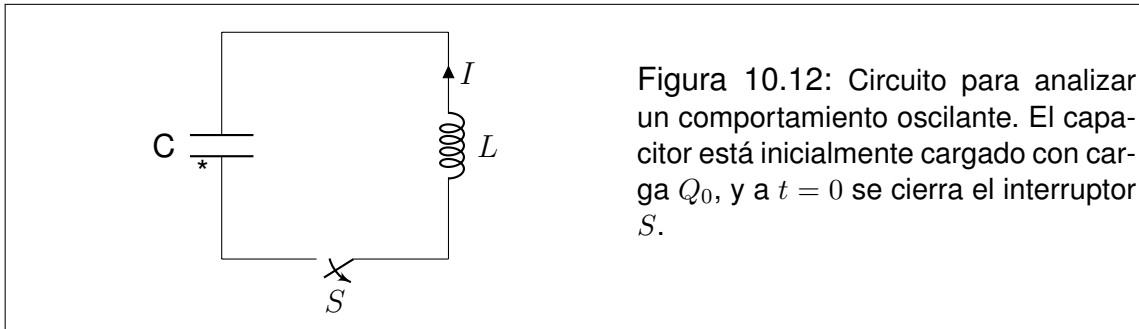 C
*
I
L
S
Figura 10.12: Circuito para analizar
un comportamiento oscilante. El capa-
citor está inicialmente cargado con car-
ga Q₀, y a t = 0 se cierra el interruptor
S.